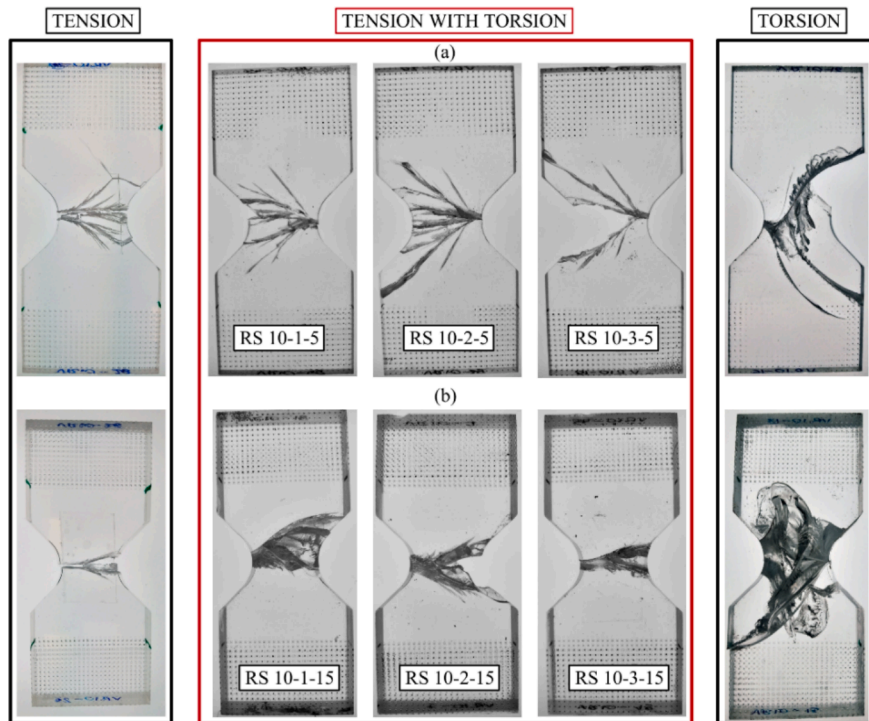 TENSION
TENSION WITH TORSION
TORSION
(a)
RS 10-1-5
RS 10-2-5
RS 10-3-5
(b)
RS 10-1-15
RS 10-2-15
RS 10-3-15